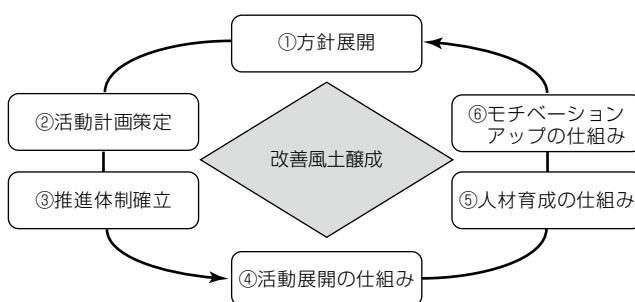 ①方針展開
②活動計画策定
③推進体制確立
④活動展開の仕組み
⑤人材育成の仕組み
⑥モチベーション
アップの仕組み
改善風土醸成